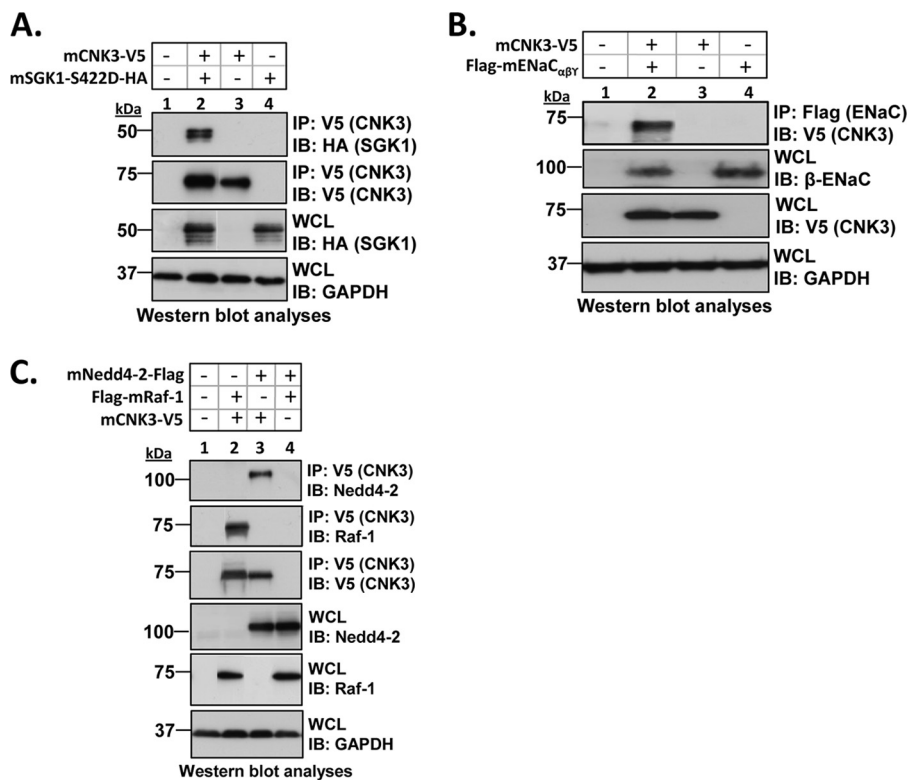 A.
mCNK3-V5 - + + -
mSGK1-S422D-HA - + - +
kDa 1 2 3 4
50 IP: V5 (CNK3)
IB: HA (SGK1)
75 IP: V5 (CNK3)
IB: V5 (CNK3)
50 WCL
IB: HA (SGK1)
37 WCL
IB: GAPDH
Western blot analyses
B.
mCNK3-V5 - + + -
Flag-mENaCαβγ - + - +
kDa 1 2 3 4
75 IP: Flag (ENaC)
IB: V5 (CNK3)
100 WCL
IB: β-ENaC
75 WCL
IB: V5 (CNK3)
37 WCL
IB: GAPDH
Western blot analyses
C.
mNedd4-2-Flag - - + +
Flag-mRaf-1 - + - +
mCNK3-V5 - + + -
kDa 1 2 3 4
100 IP: V5 (CNK3)
IB: Nedd4-2
75 IP: V5 (CNK3)
IB: Raf-1
75 IP: V5 (CNK3)
IB: V5 (CNK3)
100 WCL
IB: Nedd4-2
75 WCL
IB: Raf-1
37 WCL
IB: GAPDH
Western blot analyses